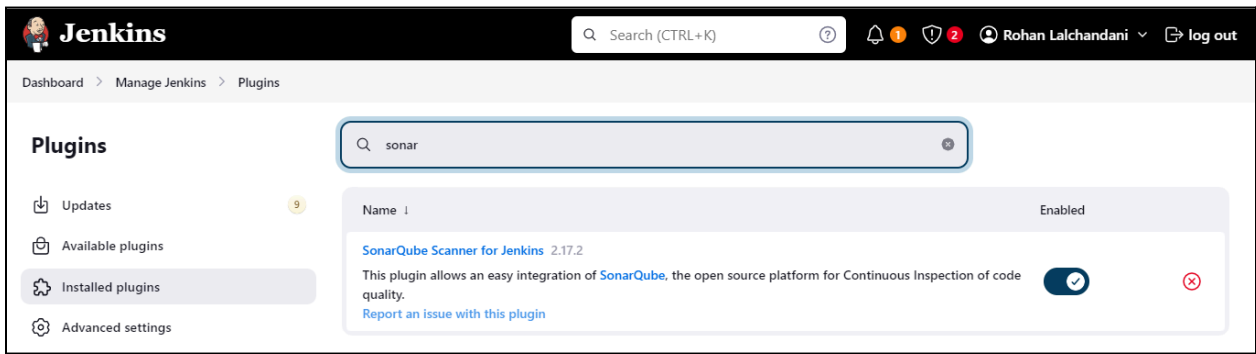 Jenkins
Search (CTRL+K)
1
2
Rohan Lalchandani
log out
Dashboard > Manage Jenkins > Plugins
Plugins
sonar
Updates 9
Available plugins
Installed plugins
Advanced settings
Name ↓ Enabled
SonarQube Scanner for Jenkins 2.17.2
This plugin allows an easy integration of SonarQube, the open source platform for Continuous Inspection of code
quality.
Report an issue with this plugin